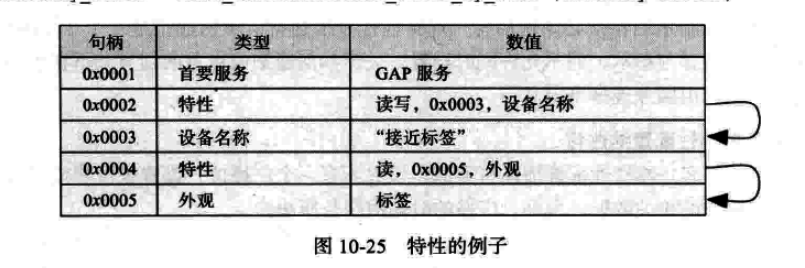 句柄 类型 数值
0x0001 首要服务 GAP 服务
0x0002 特性 读写，0x0003，设备名称
0x0003 设备名称 “接近标签”
0x0004 特性 读，0x0005，外观
0x0005 外观 标签
图 10-25 特性的例子